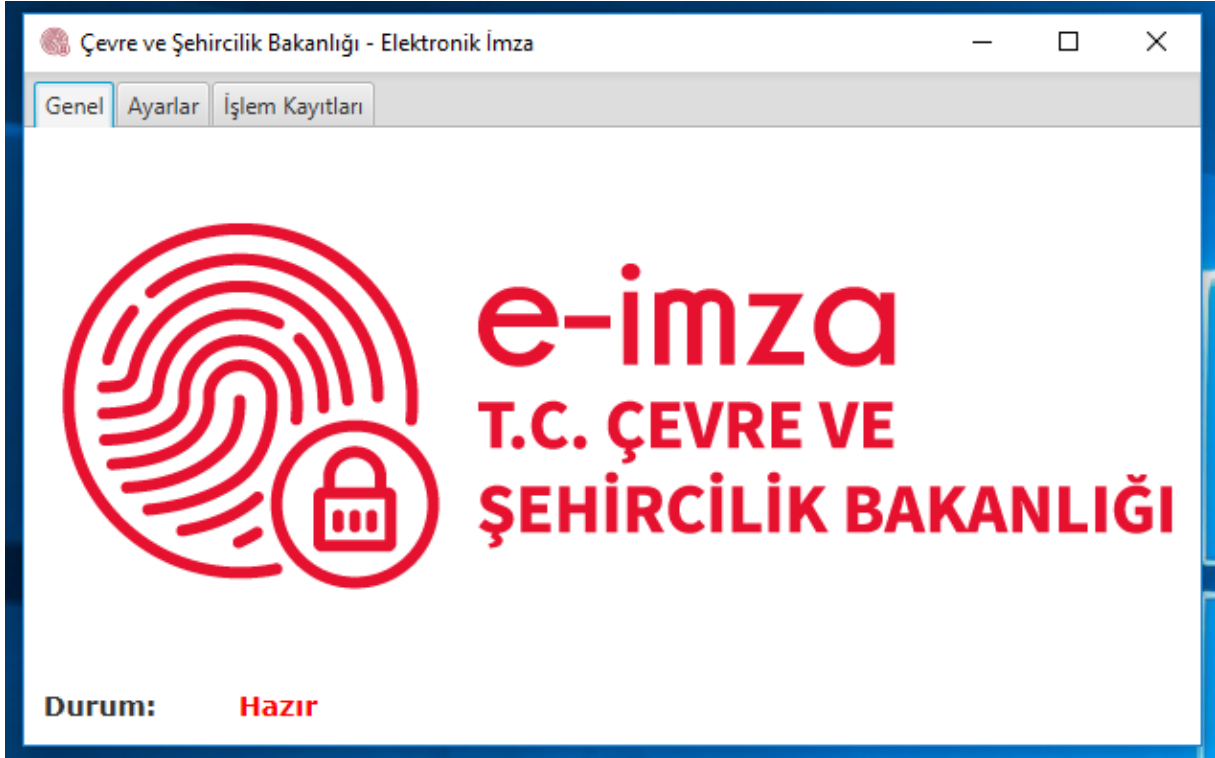 Çevre ve Şehircilik Bakanlığı - Elektronik İmza
Genel Ayarlar İşlem Kayıtları
e-imza
T.C. ÇEVRE VE
ŞEHİRCİLİK BAKANLIĞI
Durum: Hazır